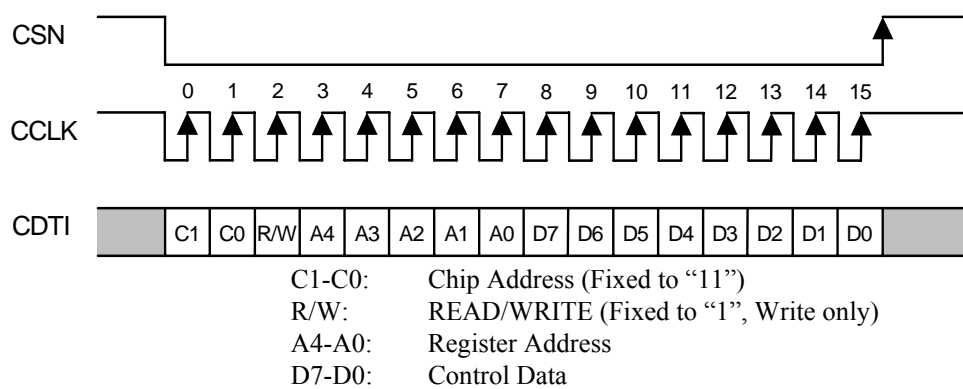 CSN
0 1 2 3 4 5 6 7 8 9 10 11 12 13 14 15
CCLK
CDTI C1 C0 R/W A4 A3 A2 A1 A0 D7 D6 D5 D4 D3 D2 D1 D0
C1-C0: Chip Address (Fixed to “11”)
R/W: READ/WRITE (Fixed to “1”, Write only)
A4-A0: Register Address
D7-D0: Control Data